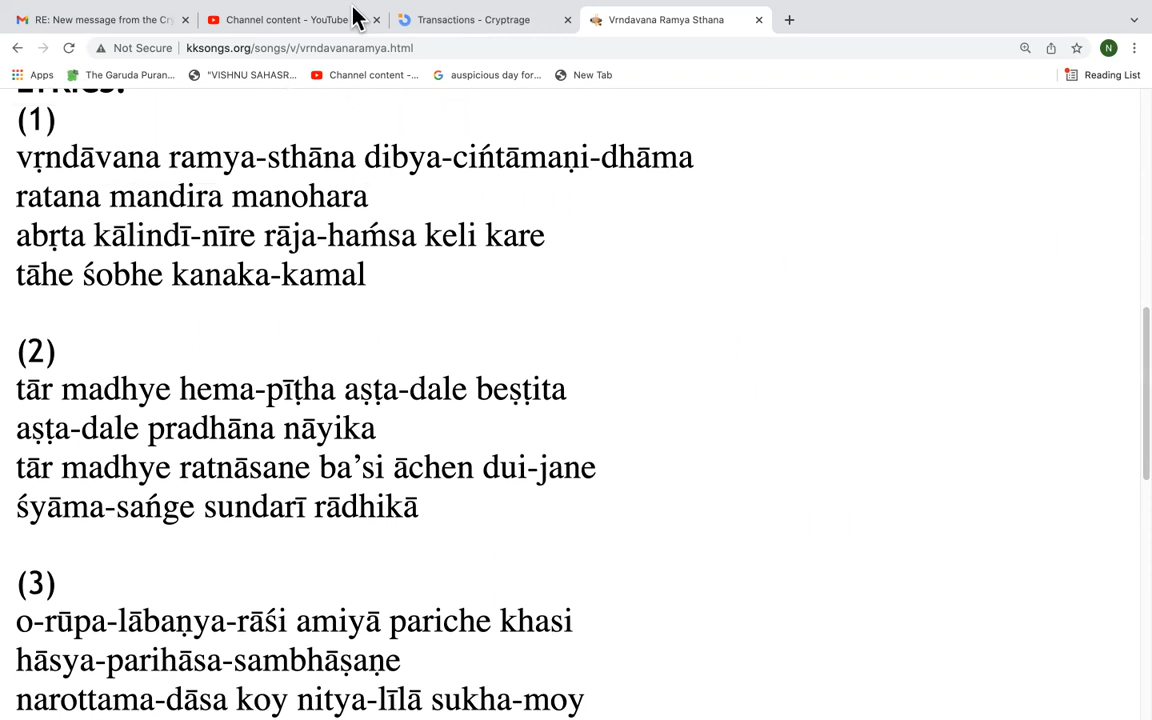 RE: New message from the Cry
Channel content - YouTube
Transactions - Cryptrage
Vrndavana Ramya Sthana
Not Secure
kksongs.org/songs/v/vrndavanaramya.html
N
Apps
The Garuda Puran...
"VISHNU SAHASR...
Channel content -...
auspicious day for...
New Tab
Reading List
LYRICS:
(1)
vṛndāvana ramya-sthāna dibya-cińtāmaṇi-dhāma
ratana mandira manohara
abṛta kālindī-nīre rāja-haḿsa keli kare
tāhe śobhe kanaka-kamal
(2)
tār madhye hema-pīṭha aṣṭa-dale beṣṭita
aṣṭa-dale pradhāna nāyika
tār madhye ratnāsane ba’si āchen dui-jane
śyāma-sańge sundarī rādhikā
(3)
o-rūpa-lābaṇya-rāśi amiyā pariche khasi
hāsya-parihāsa-sambhāṣaṇe
narottama-dāsa koy nitya-līlā sukha-moy